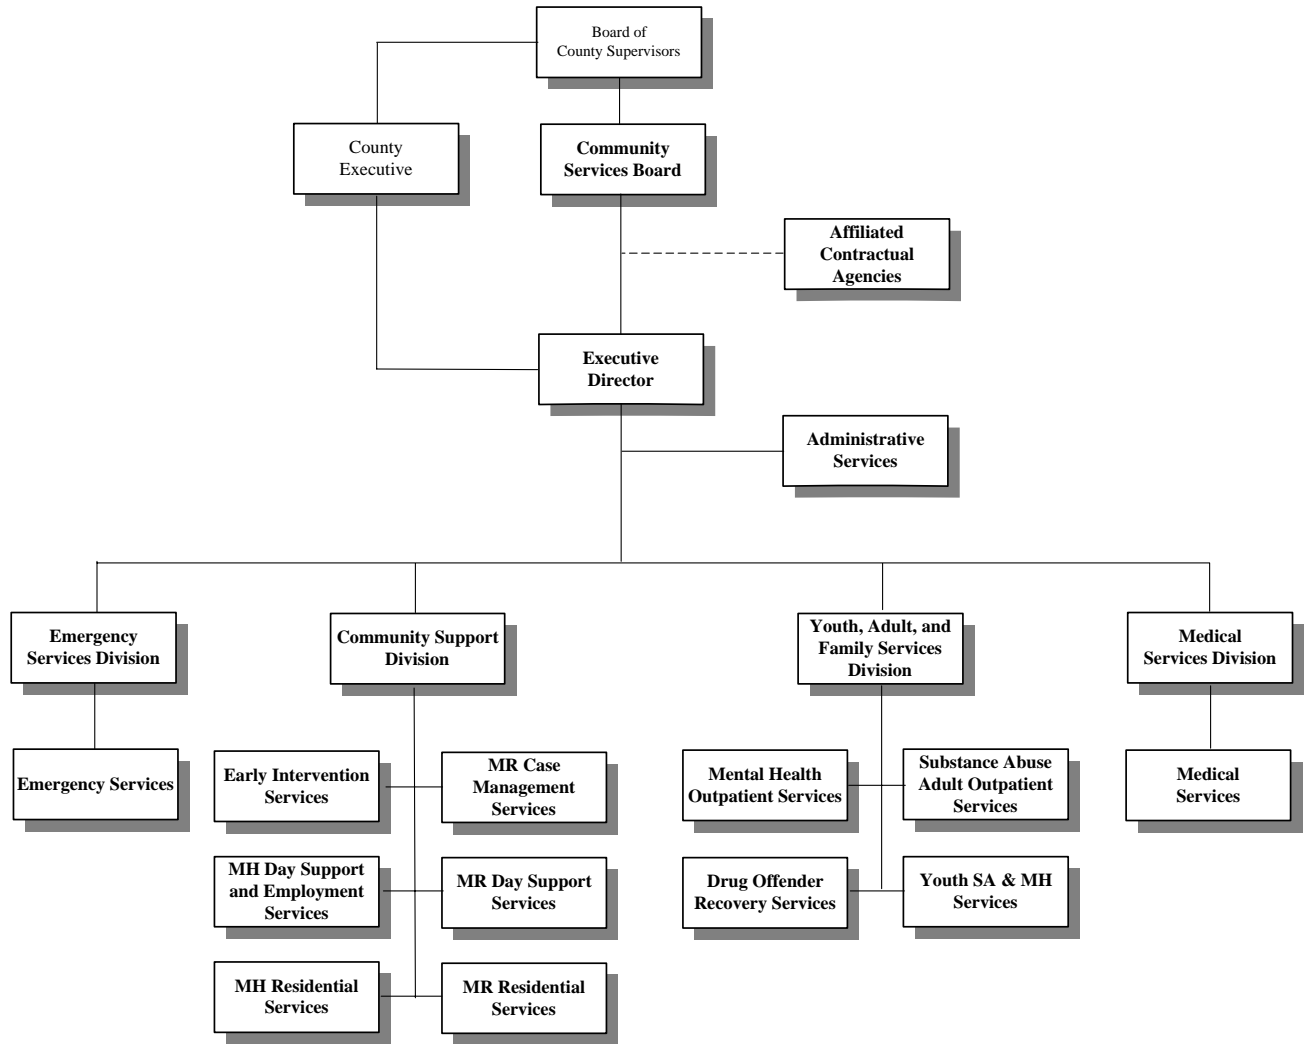 Board of
County Supervisors
County
Executive
Community
Services Board
Affiliated
Contractual
Agencies
Executive
Director
Administrative
Services
Emergency
Services Division
Community Support
Division
Youth, Adult, and
Family Services
Division
Medical
Services Division
Emergency Services
Early Intervention
Services
MR Case
Management
Services
Mental Health
Outpatient Services
Substance Abuse
Adult Outpatient
Services
Medical
Services
MH Day Support
and Employment
Services
MR Day Support
Services
Drug Offender
Recovery Services
Youth SA & MH
Services
MH Residential
Services
MR Residential
Services